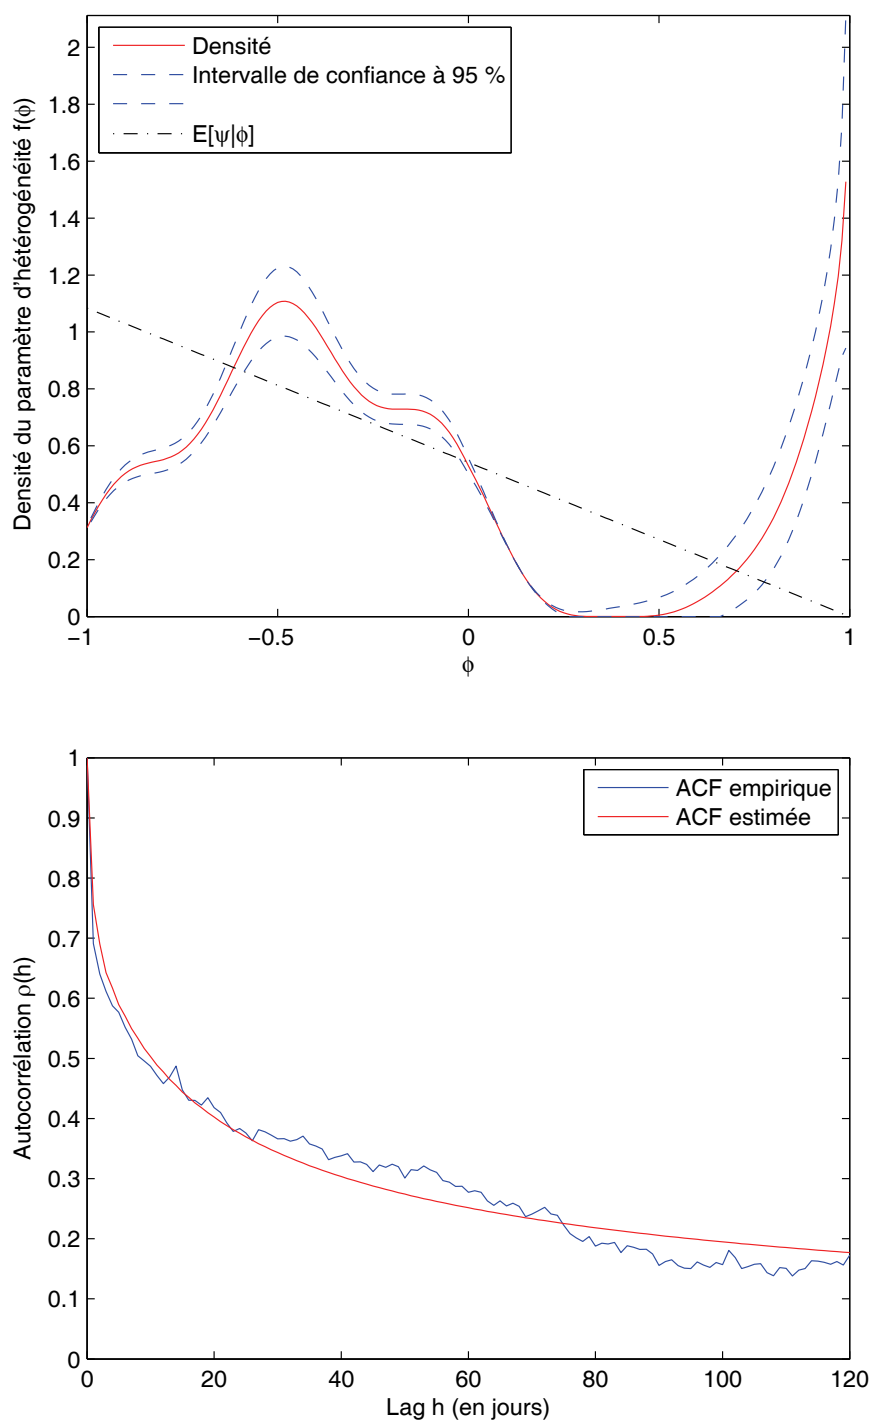 Densité
Intervalle de confiance à 95 %
E[ψ|ϕ]
Densité du paramètre d'hétérogénéité f(ϕ)
2
1.8
1.6
1.4
1.2
1
0.8
0.6
0.4
0.2
0
−1 −0.5 0 0.5 1
ϕ
ACF empirique
ACF estimée
Autocorrélation ρ(h)
1
0.9
0.8
0.7
0.6
0.5
0.4
0.3
0.2
0.1
0
0 20 40 60 80 100 120
Lag h (en jours)